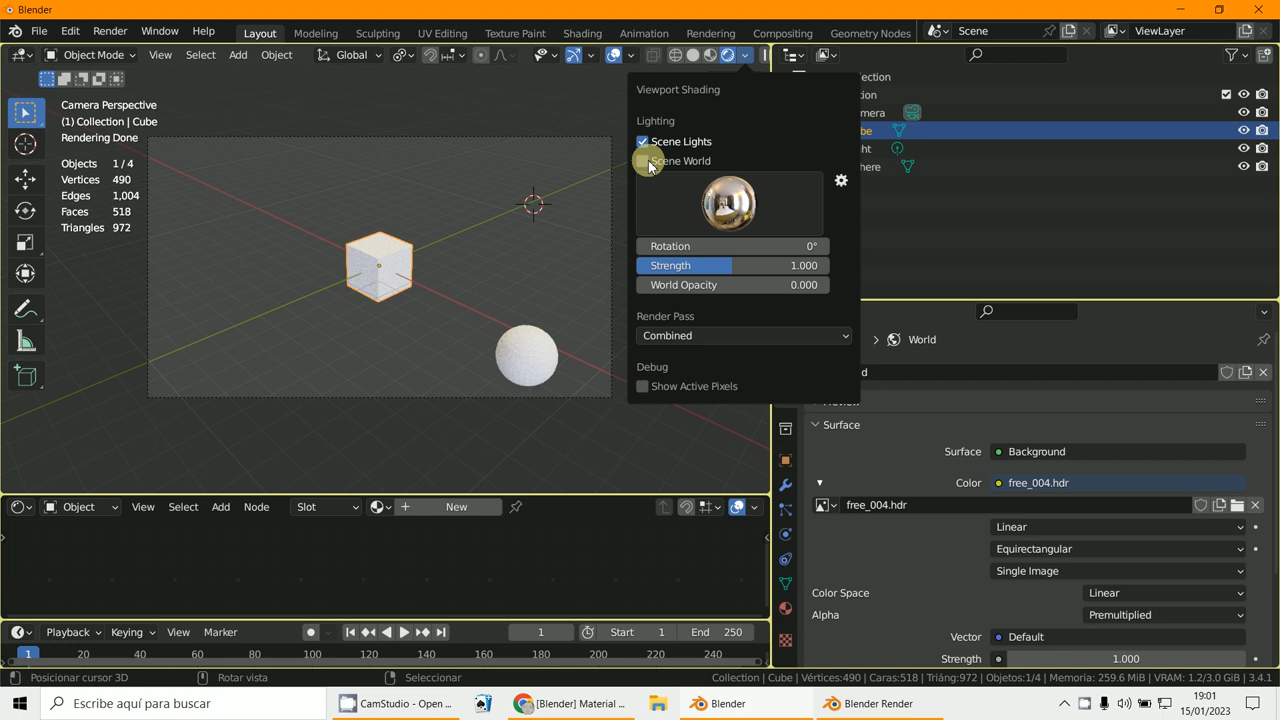 Blender
File Edit Render Window Help Layout Modeling Sculpting UV Editing Texture Paint Shading Animation Rendering Compositing Geometry Nodes Scene ViewLayer
Object Mode View Select Add Object Global
Camera Perspective
(1) Collection | Cube
Rendering Done
Objects 1 / 4
Vertices 490
Edges 1,004
Faces 518
Triangles 972
Viewport Shading
Lighting
Scene Lights
Scene World
Rotation 0°
Strength 1.000
World Opacity 0.000
Render Pass
Combined
Debug
Show Active Pixels
World
Surface
Surface Background
Color free_004.hdr
free_004.hdr
Linear
Equirectangular
Single Image
Color Space Linear
Alpha Premultiplied
Vector Default
Strength 1.000
Object View Select Add Node Slot New
Playback Keying View Marker 1 Start 1 End 250
1 20 40 60 80 100 120 140 160 180 200 220 240
Posicionar cursor 3D Rotar vista Seleccionar Collection | Cube | Vértices:490 | Caras:518 | Triáng:972 | Objetos:1/4 | Memoria: 259.6 MiB | VRAM: 1.2/3.0 GiB | 3.4.1
Escribe aquí para buscar CamStudio - Open ... [Blender] Material ... Blender Blender Render
19:01
15/01/2023